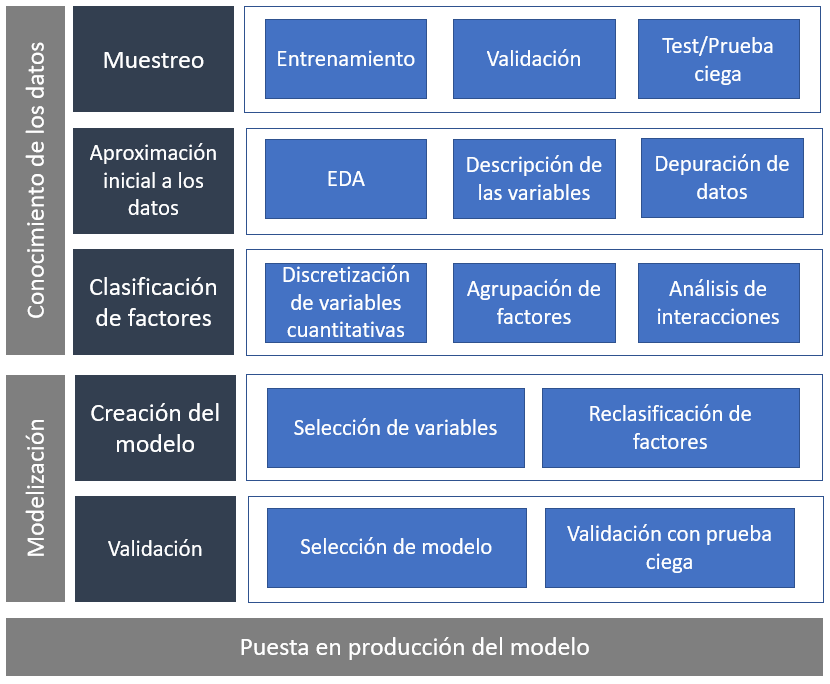 Conocimiento de los datos
Muestreo
Entrenamiento
Validación
Test/Prueba
ciega
Aproximación
inicial a los
datos
EDA
Descripción de
las variables
Depuración de
datos
Clasificación
de factores
Discretización
de variables
cuantitativas
Agrupación de
factores
Análisis de
interacciones
Modelización
Creación del
modelo
Selección de variables
Reclasificación de
factores
Validación
Selección de modelo
Validación con prueba
ciega
Puesta en producción del modelo